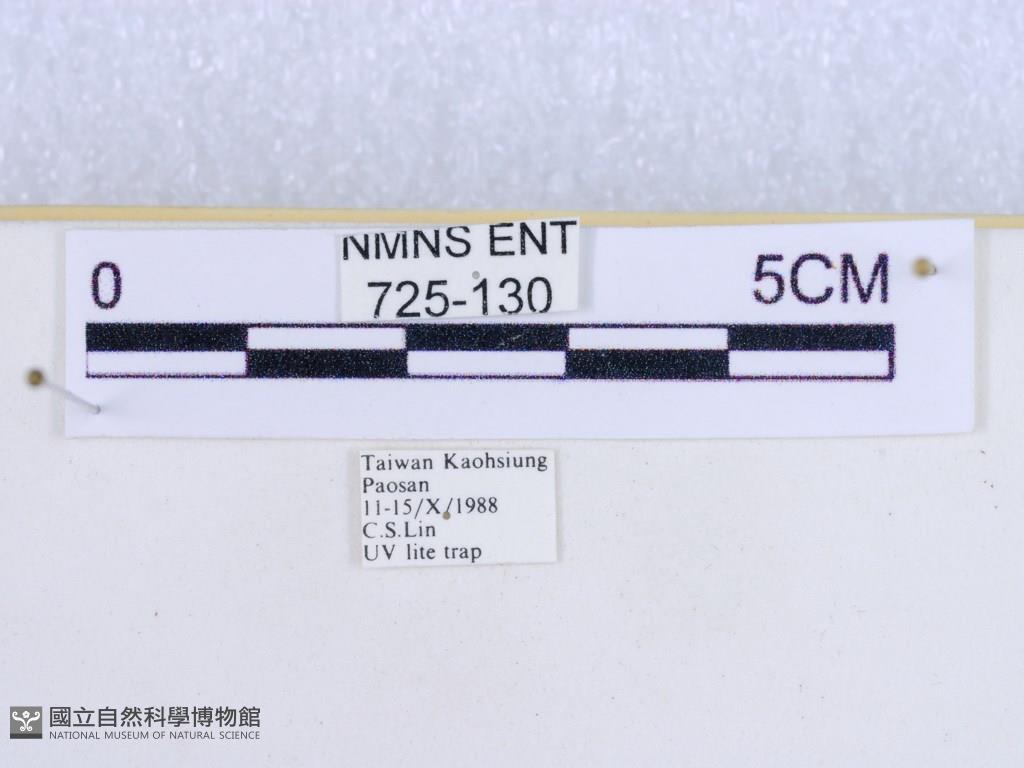 NMNS ENT
725-130
0 5CM
Taiwan Kaohsiung
Paosan
11-15/X/1988
C.S.Lin
UV lite trap
國立自然科學博物館
NATIONAL MUSEUM OF NATURAL SCIENCE